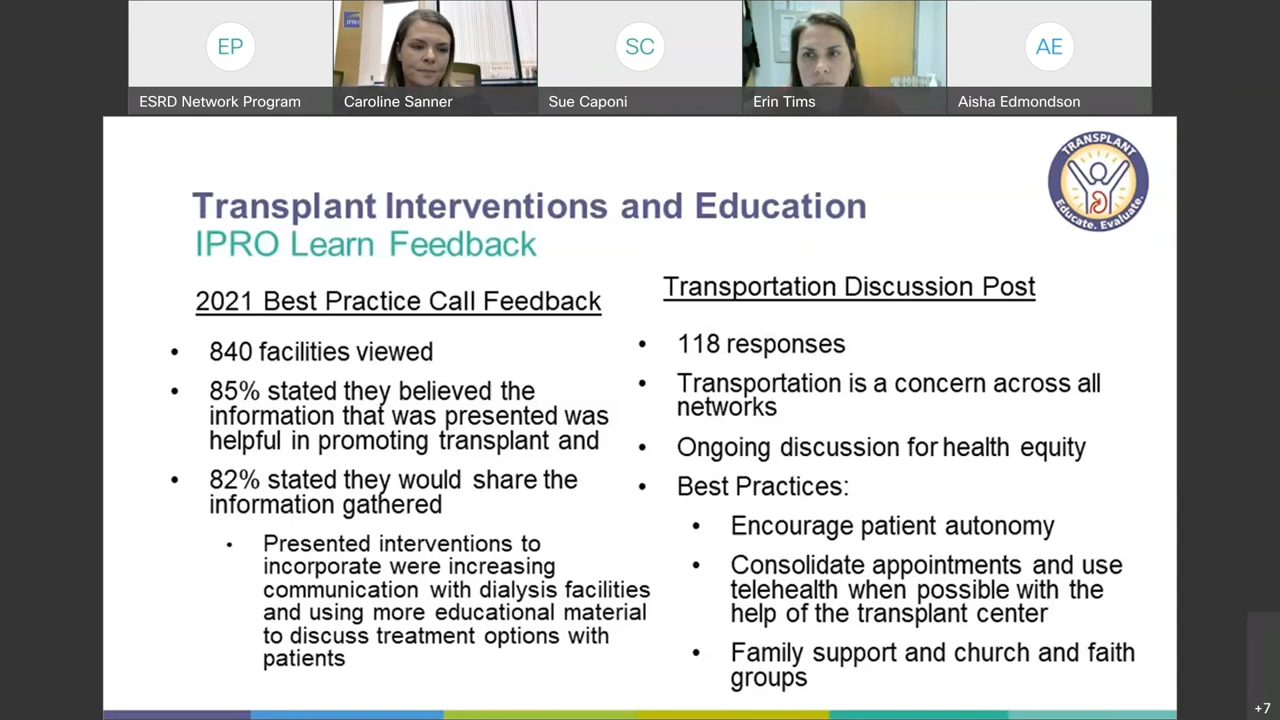 EP
SC
AE
IPRO
ESRD Network Program
Caroline Sanner
Sue Caponi
Erin Tims
Aisha Edmondson
TRANSPLANT
Educate. Evaluate.
Transplant Interventions and Education
IPRO Learn Feedback
2021 Best Practice Call Feedback
• 840 facilities viewed
• 85% stated they believed the
information that was presented was
helpful in promoting transplant and
• 82% stated they would share the
information gathered
• Presented interventions to
incorporate were increasing
communication with dialysis facilities
and using more educational material
to discuss treatment options with
patients
Transportation Discussion Post
• 118 responses
• Transportation is a concern across all
networks
• Ongoing discussion for health equity
• Best Practices:
• Encourage patient autonomy
• Consolidate appointments and use
telehealth when possible with the
help of the transplant center
• Family support and church and faith
groups
+7